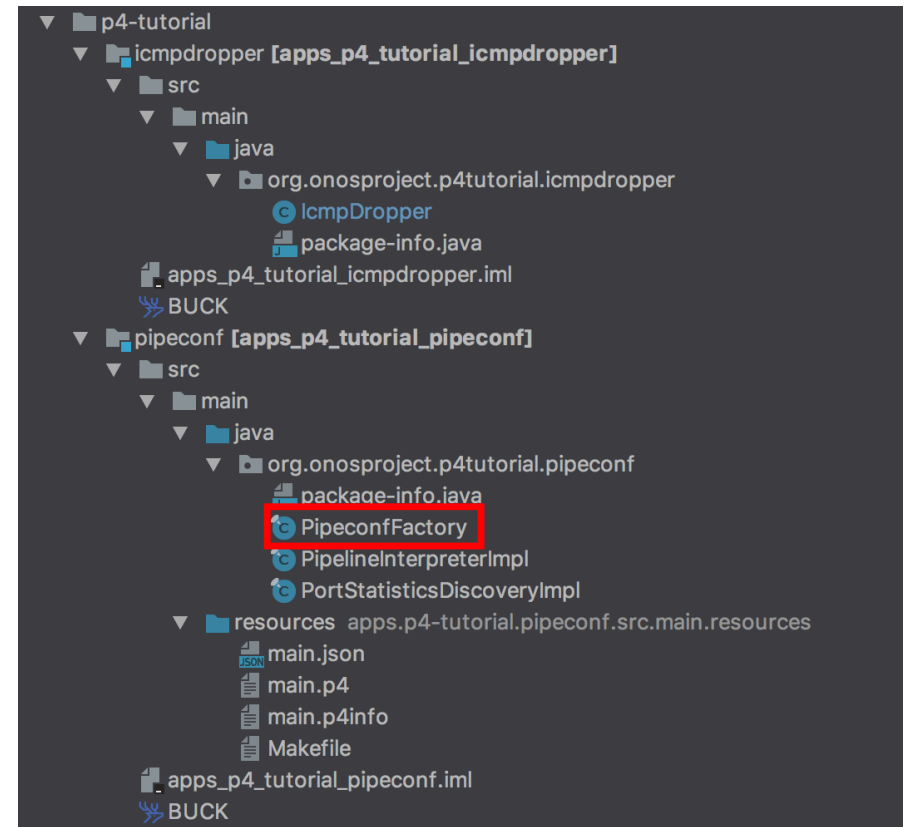 p4-tutorial
icmpdropper [apps_p4_tutorial_icmpdropper]
src
main
java
org.onosproject.p4tutorial.icmpdropper
IcmpDropper
package-info.java
apps_p4_tutorial_icmpdropper.iml
BUCK
pipeconf [apps_p4_tutorial_pipeconf]
src
main
java
org.onosproject.p4tutorial.pipeconf
package-info.java
PipeconfFactory
PipelineInterpreterImpl
PortStatisticsDiscoveryImpl
resources apps.p4-tutorial.pipeconf.src.main.resources
main.json
main.p4
main.p4info
Makefile
apps_p4_tutorial_pipeconf.iml
BUCK